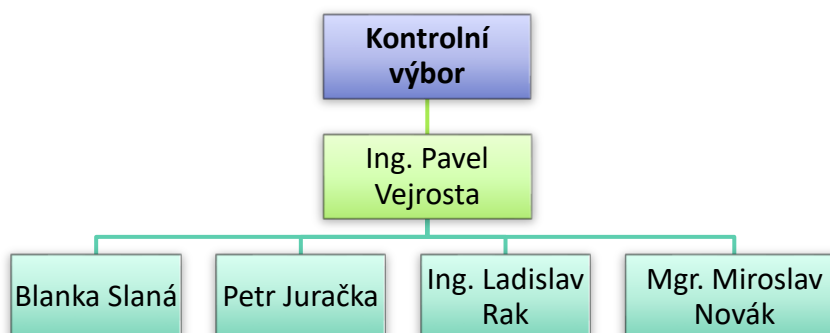 Kontrolní
výbor
Ing. Pavel
Vejrosta
Blanka Slaná
Petr Juračka
Ing. Ladislav
Rak
Mgr. Miroslav
Novák